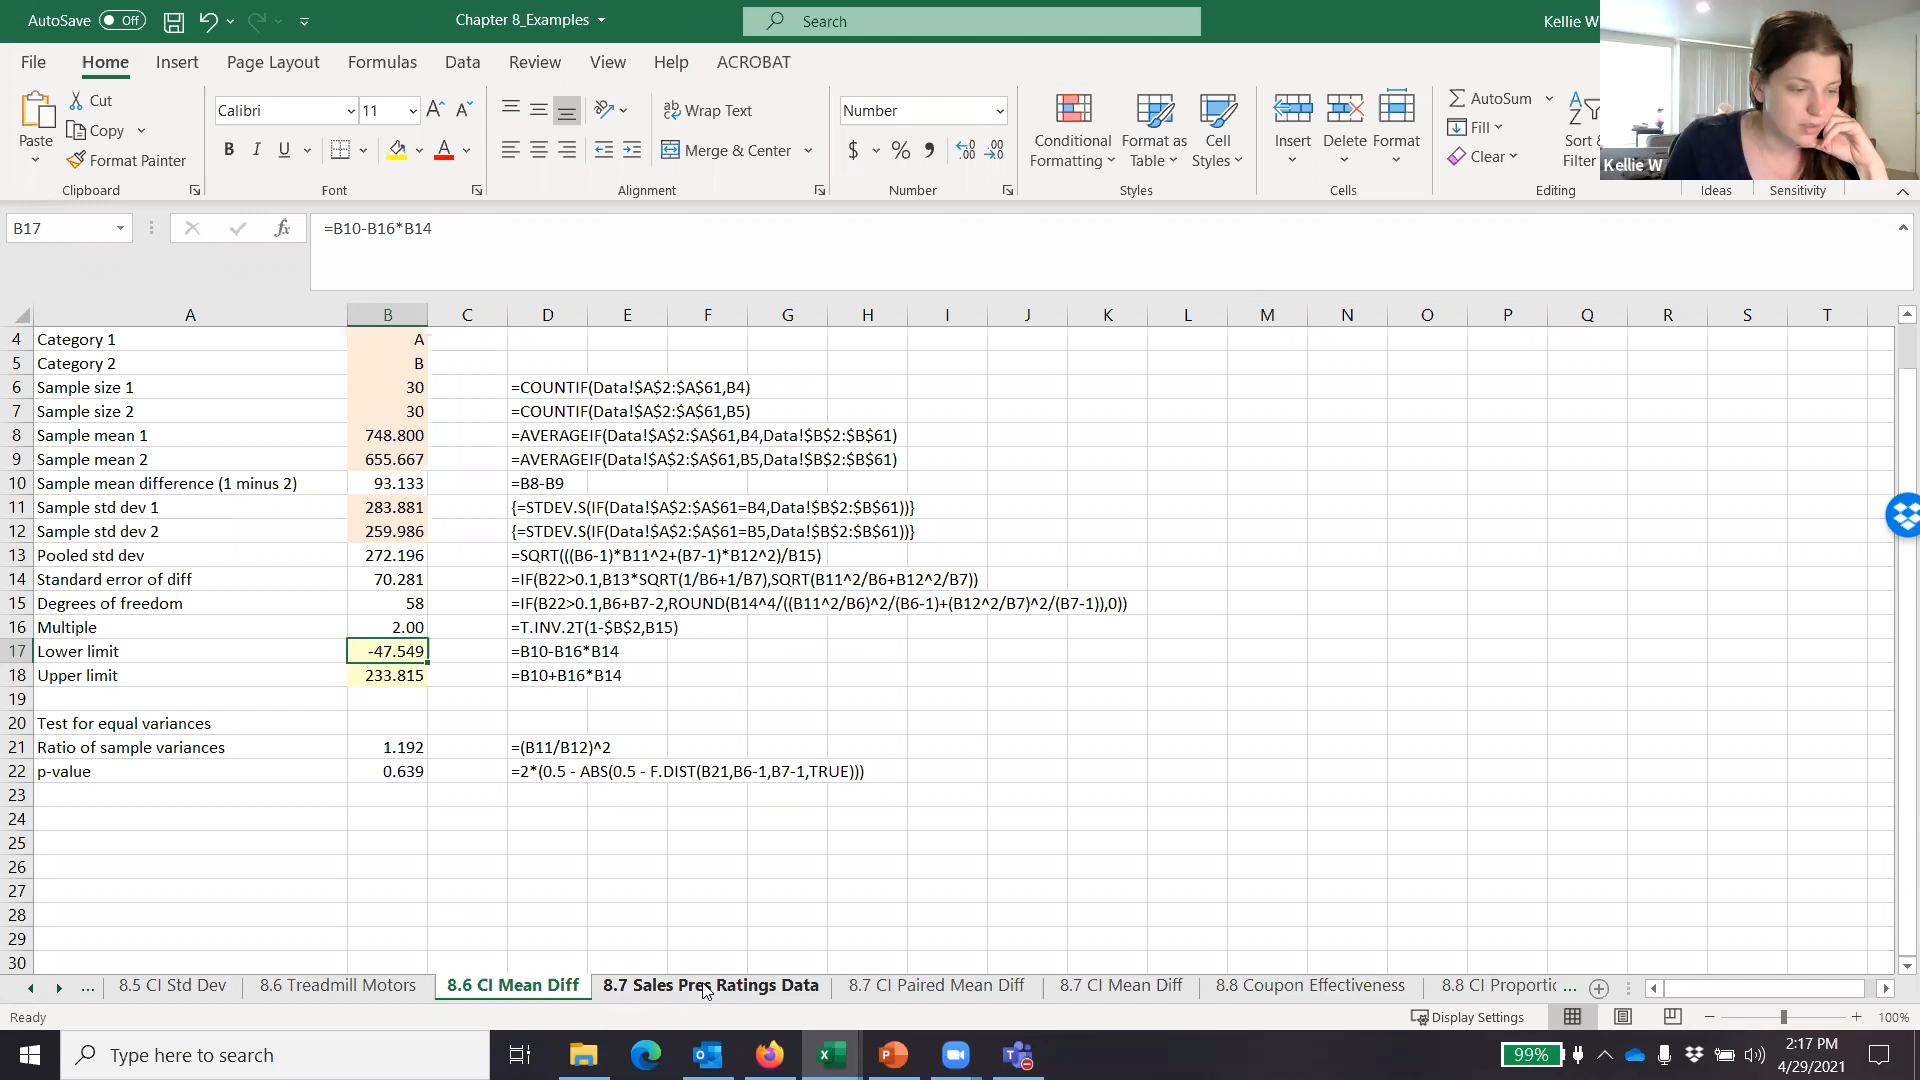 AutoSave Off Chapter 8_Examples Search Kellie W
File Home Insert Page Layout Formulas Data Review View Help ACROBAT
Paste Cut Copy Format Painter Clipboard
Calibri 11 B I U A Font
Wrap Text Merge & Center Alignment
Number $ % Number
Conditional Formatting Format as Table Cell Styles Styles
Insert Delete Format Cells
AutoSum Fill Clear Sort & Filter Editing
Kellie W
Ideas Sensitivity
B17 fx =B10-B16*B14
A B C D E F G H I J K L M N O P Q R S T
4 Category 1 A
5 Category 2 B
6 Sample size 1 30 =COUNTIF(Data!$A$2:$A$61,B4)
7 Sample size 2 30 =COUNTIF(Data!$A$2:$A$61,B5)
8 Sample mean 1 748.800 =AVERAGEIF(Data!$A$2:$A$61,B4,Data!$B$2:$B$61)
9 Sample mean 2 655.667 =AVERAGEIF(Data!$A$2:$A$61,B5,Data!$B$2:$B$61)
10 Sample mean difference (1 minus 2) 93.133 =B8-B9
11 Sample std dev 1 283.881 {=STDEV.S(IF(Data!$A$2:$A$61=B4,Data!$B$2:$B$61))}
12 Sample std dev 2 259.986 {=STDEV.S(IF(Data!$A$2:$A$61=B5,Data!$B$2:$B$61))}
13 Pooled std dev 272.196 =SQRT(((B6-1)*B11^2+(B7-1)*B12^2)/B15)
14 Standard error of diff 70.281 =IF(B22>0.1,B13*SQRT(1/B6+1/B7),SQRT(B11^2/B6+B12^2/B7))
15 Degrees of freedom 58 =IF(B22>0.1,B6+B7-2,ROUND(B14^4/((B11^2/B6)^2/(B6-1)+(B12^2/B7)^2/(B7-1)),0))
16 Multiple 2.00 =T.INV.2T(1-$B$2,B15)
17 Lower limit -47.549 =B10-B16*B14
18 Upper limit 233.815 =B10+B16*B14
19
20 Test for equal variances
21 Ratio of sample variances 1.192 =(B11/B12)^2
22 p-value 0.639 =2*(0.5 - ABS(0.5 - F.DIST(B21,B6-1,B7-1,TRUE)))
23
24
25
26
27
28
29
30
... 8.5 CI Std Dev 8.6 Treadmill Motors 8.6 CI Mean Diff 8.7 Sales Pres Ratings Data 8.7 CI Paired Mean Diff 8.7 CI Mean Diff 8.8 Coupon Effectiveness 8.8 CI Proportic ...
Ready Display Settings 100%
Type here to search 99% 2:17 PM
4/29/2021